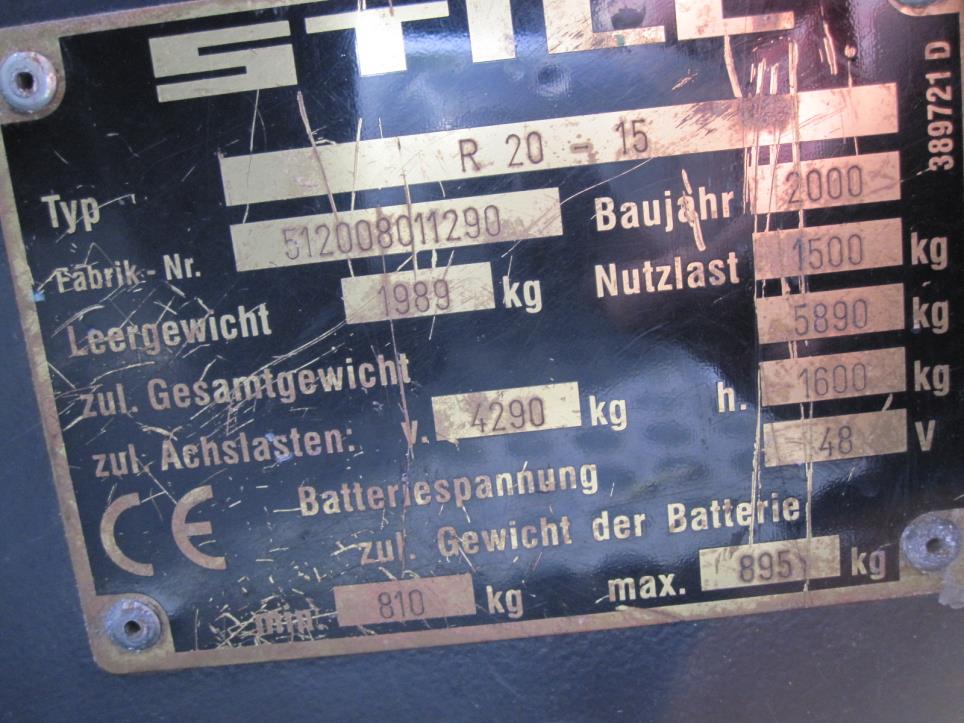 STILL
389721 D
Typ R 20 - 15
Fabrik.-Nr. 512008011290 Baujahr 2000
Leergewicht 1989 kg Nutzlast 1500 kg
zul. Gesamtgewicht 5890 kg
zul. Achslasten: v. 4290 kg h. 1600 kg
Batteriespannung 48 V
CE zul. Gewicht der Batterie
min. 810 kg max. 895 kg